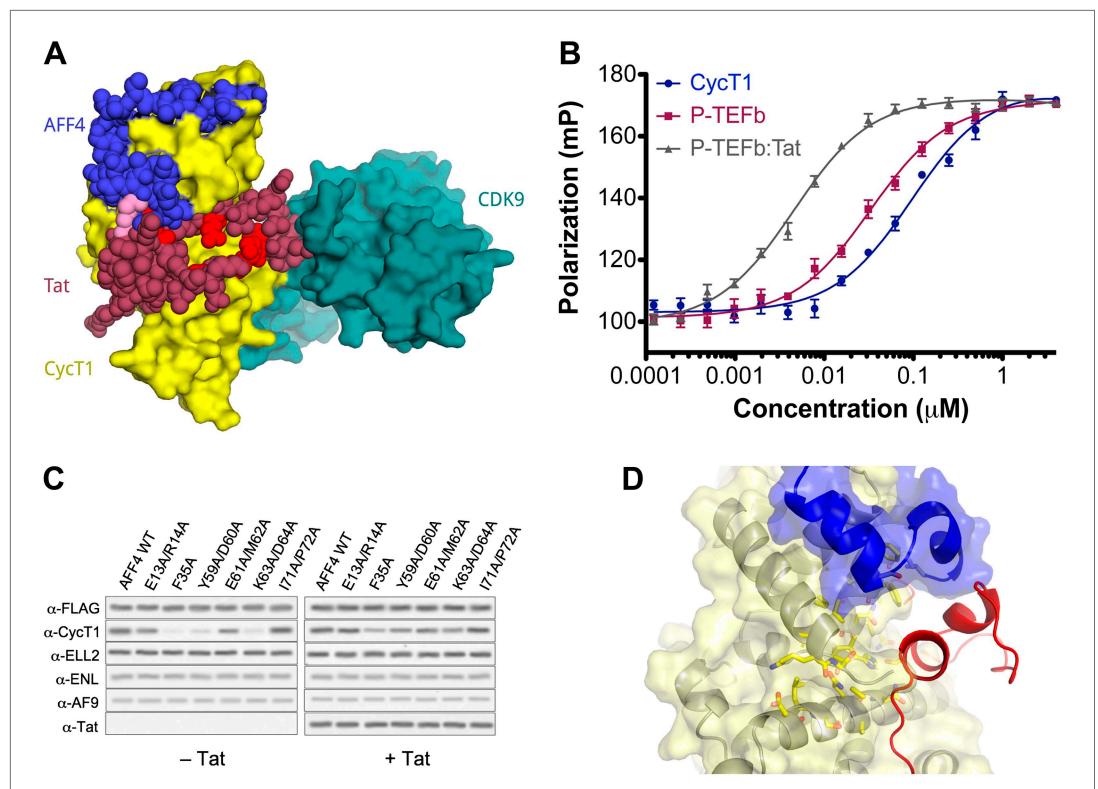 A
AFF4
Tat
CycT1
CDK9
B
Polarization (mP)
180
160
140
120
100
CycT1
P-TEFb
P-TEFb:Tat
0.0001 0.001 0.01 0.1 1
Concentration (μM)
C
AFF4 WT E13A/R14A F35A Y59A/D60A E61A/M62A K63A/D64A I71A/P72A AFF4 WT E13A/R14A F35A Y59A/D60A E61A/M62A K63A/D64A I71A/P72A
α-FLAG
α-CycT1
α-ELL2
α-ENL
α-AF9
α-Tat
– Tat + Tat
D